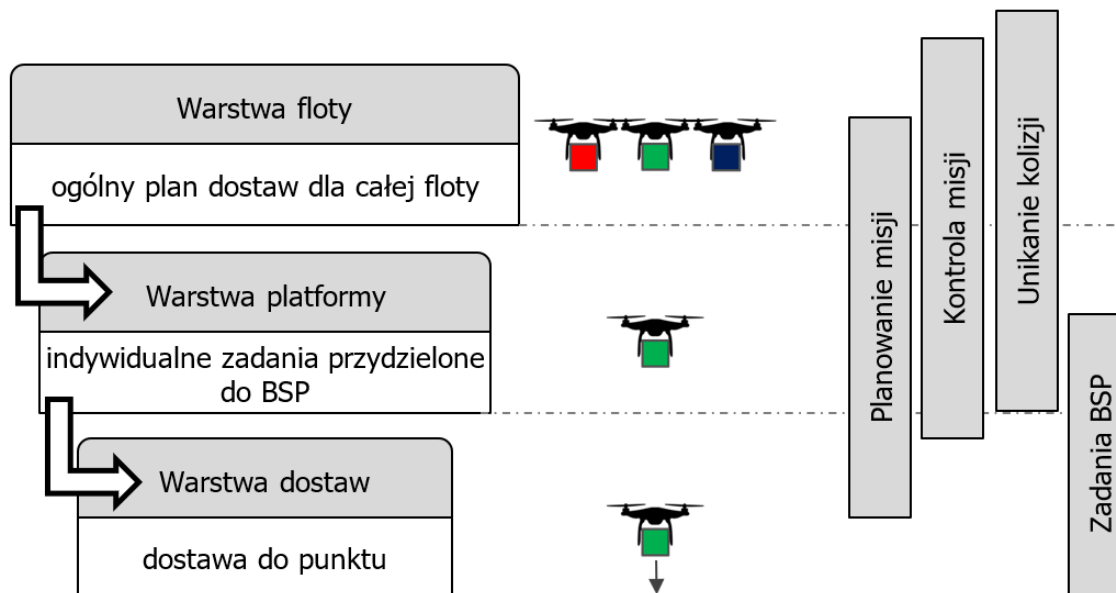 Warstwa floty
ogólny plan dostaw dla całej floty
Warstwa platformy
indywidualne zadania przydzielone
do BSP
Warstwa dostaw
dostawa do punktu
Planowanie misji
Kontrola misji
Unikanie kolizji
Zadania BSP